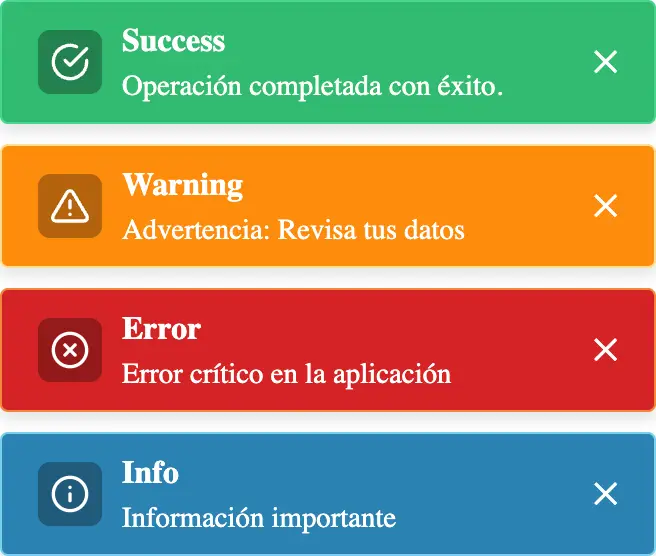 Success
Operación completada con éxito.
Warning
Advertencia: Revisa tus datos
Error
Error crítico en la aplicación
Info
Información importante